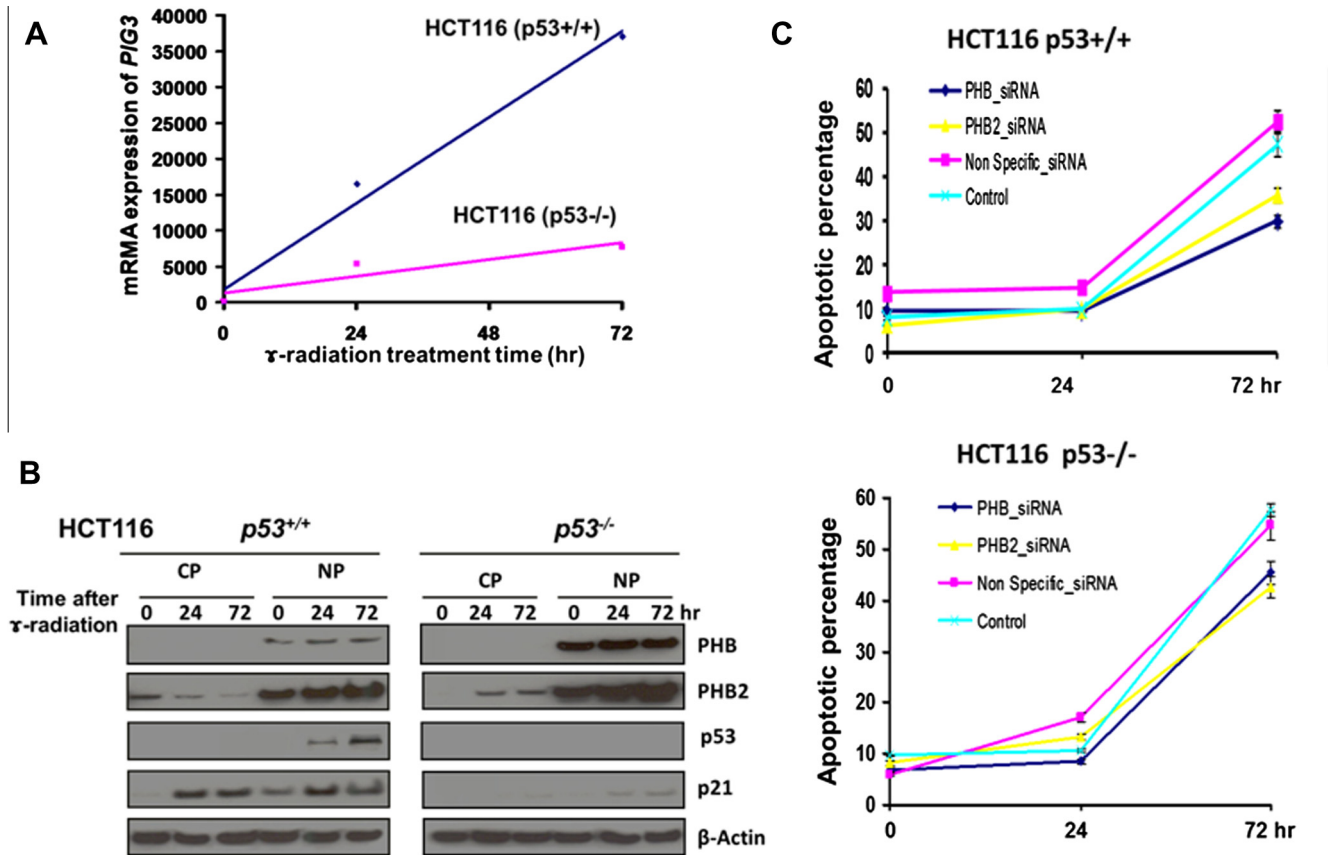 A
mRMA expression of PIG3
40000
35000
30000
25000
20000
15000
10000
5000
0
HCT116 (p53+/+)
HCT116 (p53-/-)
0 24 48 72
ɤ-radiation treatment time (hr)
B
HCT116 p53+/+ p53-/-
CP NP CP NP
Time after
ɤ-radiation
0 24 72 0 24 72 0 24 72 0 24 72 hr
PHB
PHB2
p53
p21
β-Actin
C
HCT116 p53+/+
Apoptotic percentage
60
50
40
30
20
10
0
PHB_siRNA
PHB2_siRNA
Non Specific_siRNA
Control
0 24 72 hr
HCT116 p53-/-
Apoptotic percentage
60
50
40
30
20
10
0
PHB_siRNA
PHB2_siRNA
Non Specific_siRNA
Control
0 24 72 hr